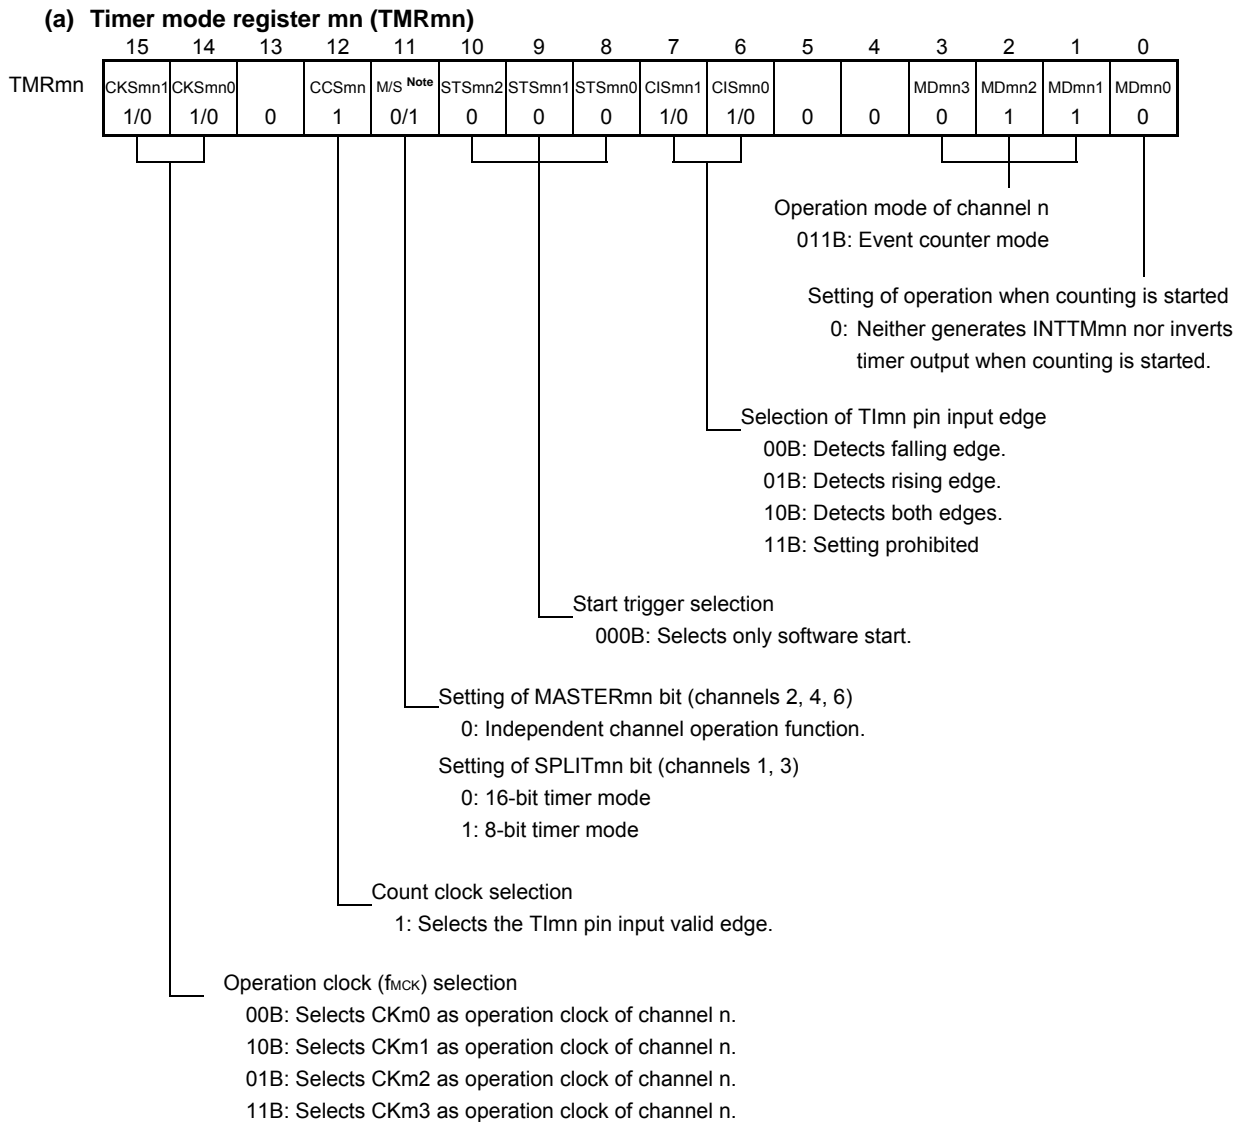 (a) Timer mode register mn (TMRmn)
15 14 13 12 11 10 9 8 7 6 5 4 3 2 1 0
TMRmn CKSmn1 CKSmn0 CCSmn M/S Note STSmn2 STSmn1 STSmn0 CISmn1 CISmn0 MDmn3 MDmn2 MDmn1 MDmn0
1/0 1/0 0 1 0/1 0 0 0 1/0 1/0 0 0 0 1 1 0
Operation mode of channel n
011B: Event counter mode
Setting of operation when counting is started
0: Neither generates INTTMmn nor inverts
timer output when counting is started.
Selection of TImn pin input edge
00B: Detects falling edge.
01B: Detects rising edge.
10B: Detects both edges.
11B: Setting prohibited
Start trigger selection
000B: Selects only software start.
Setting of MASTERmn bit (channels 2, 4, 6)
0: Independent channel operation function.
Setting of SPLITmn bit (channels 1, 3)
0: 16-bit timer mode
1: 8-bit timer mode
Count clock selection
1: Selects the TImn pin input valid edge.
Operation clock (fMCK) selection
00B: Selects CKm0 as operation clock of channel n.
10B: Selects CKm1 as operation clock of channel n.
01B: Selects CKm2 as operation clock of channel n.
11B: Selects CKm3 as operation clock of channel n.